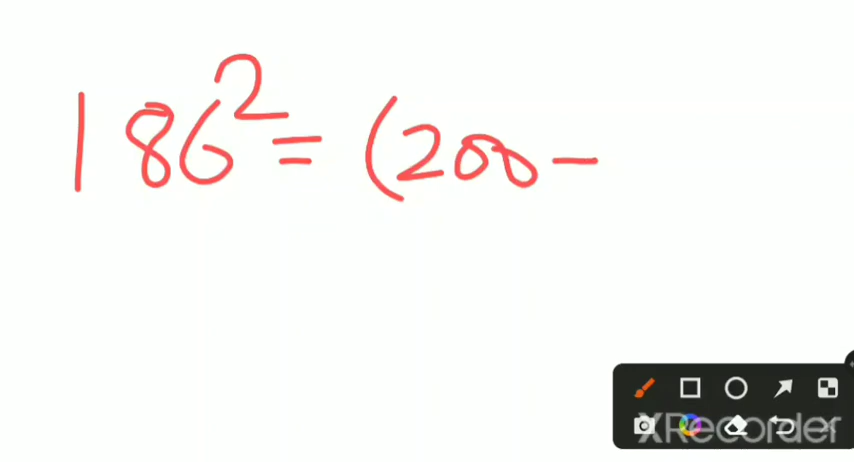 186² = (200 –
XRecorder